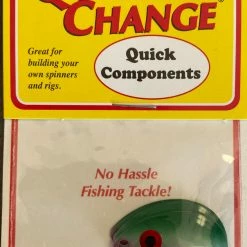 CHANGE®
Great for
building your
own spinners
and rigs.
Quick
Components
No Hassle
Fishing Tackle!